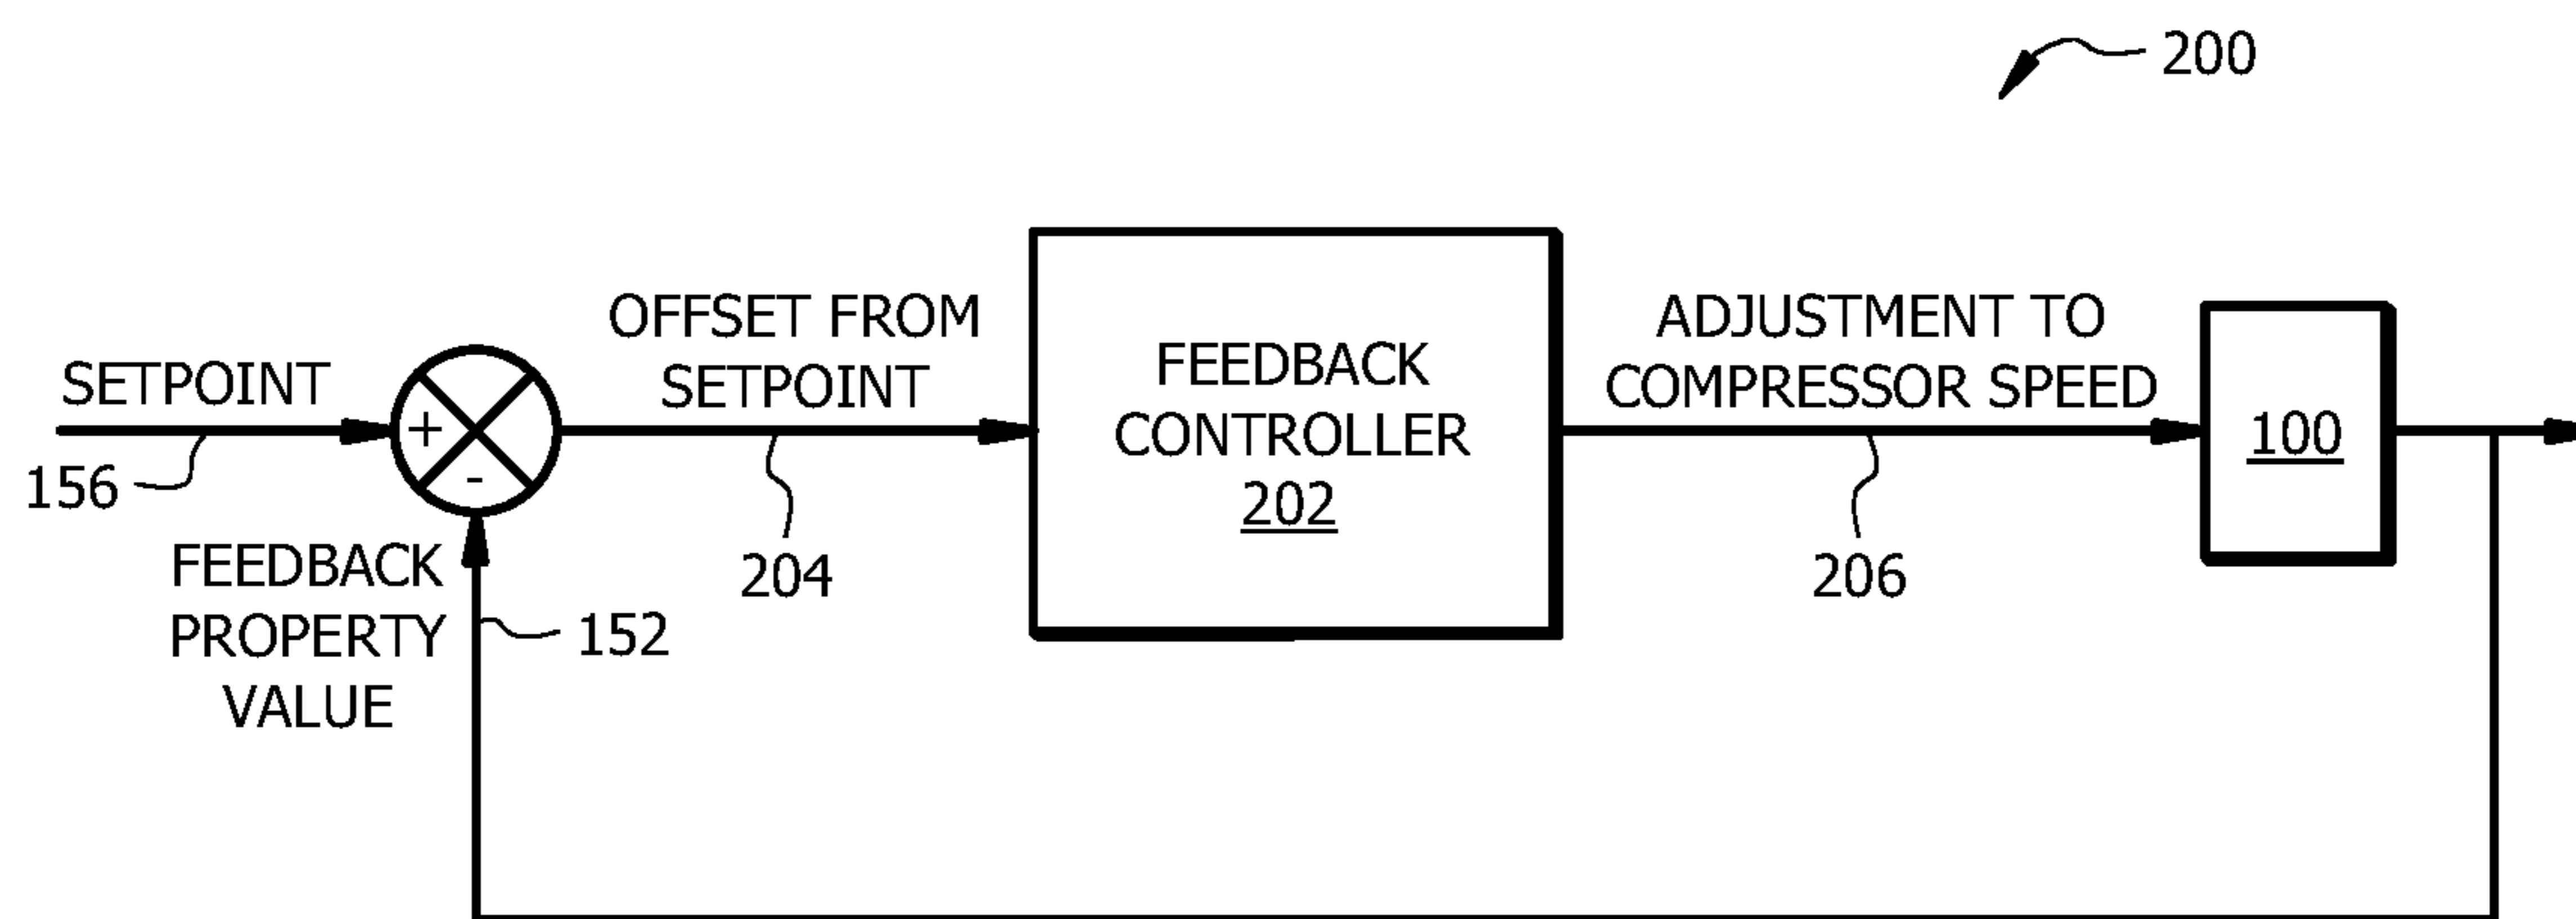 200
SETPOINT
156
+
-
FEEDBACK
PROPERTY
VALUE
152
OFFSET FROM
SETPOINT
204
FEEDBACK
CONTROLLER
202
ADJUSTMENT TO
COMPRESSOR SPEED
206
100